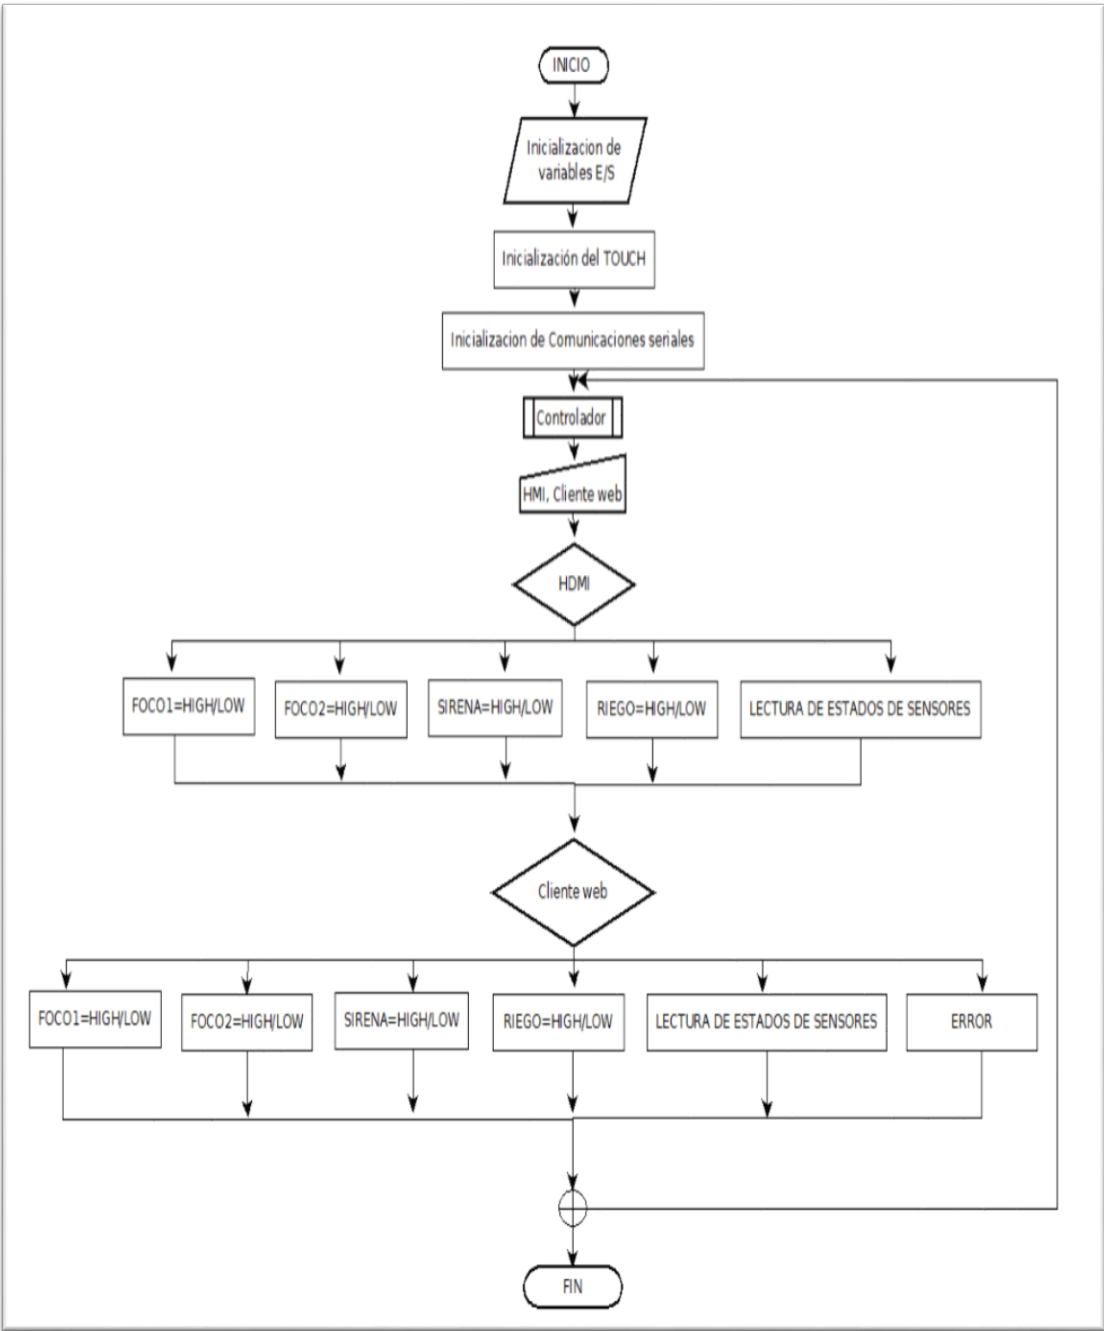 INICIO
Inicializacion de
variables E/S
Inicialización del TOUCH
Inicializacion de Comunicaciones seriales
Controlador
HMI, Cliente web
HDMI
FOCO1=HIGH/LOW
FOCO2=HIGH/LOW
SIRENA=HIGH/LOW
RIEGO=HIGH/LOW
LECTURA DE ESTADOS DE SENSORES
Cliente web
FOCO1=HIGH/LOW
FOCO2=HIGH/LOW
SIRENA=HIGH/LOW
RIEGO=HIGH/LOW
LECTURA DE ESTADOS DE SENSORES
ERROR
FIN